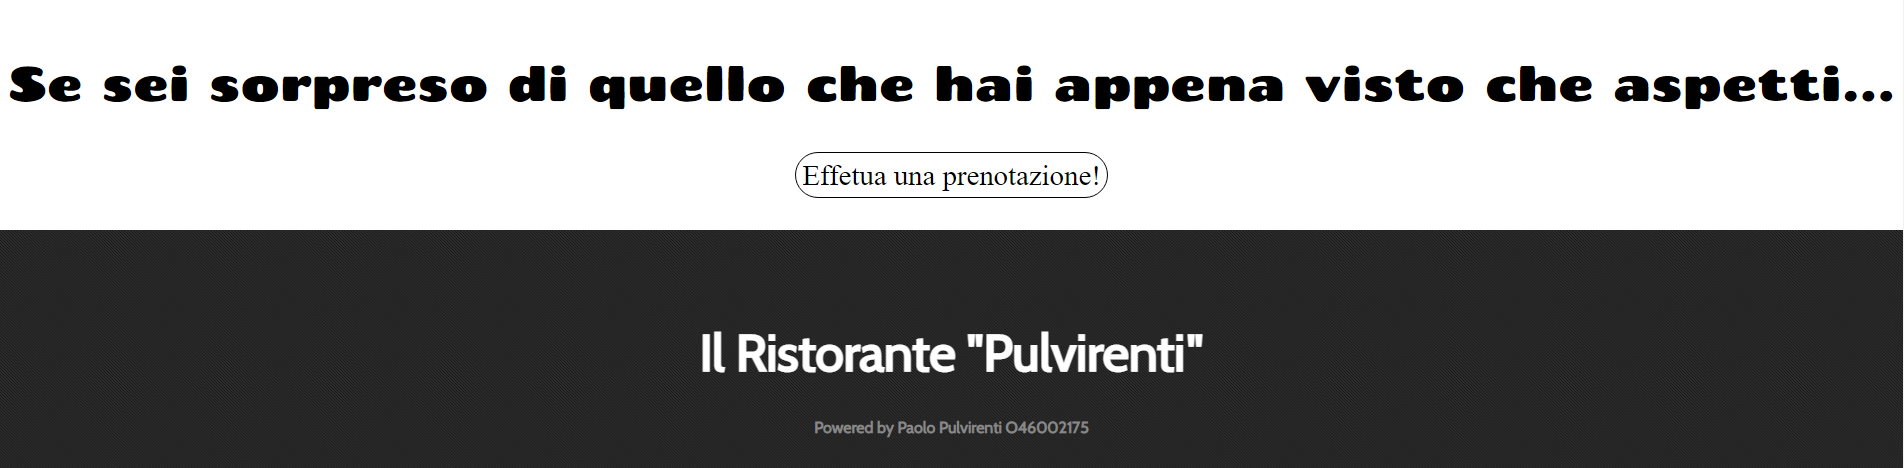 Se sei sorpreso di quello che hai appena visto che aspetti...
Effetua una prenotazione!
Il Ristorante "Pulvirenti"
Powered by Paolo Pulvirenti O46002175